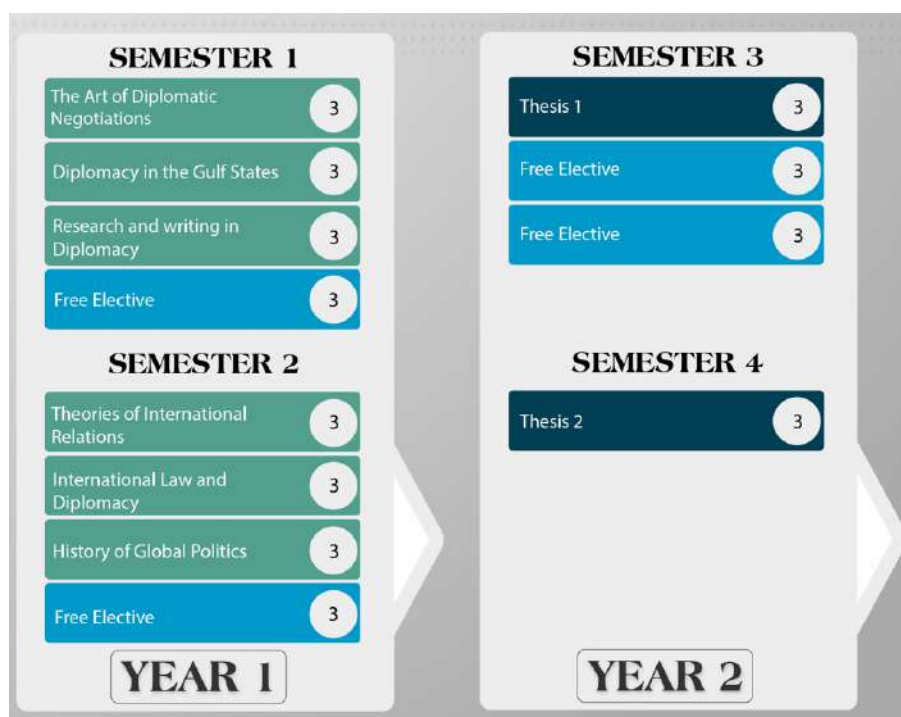 SEMESTER 1
The Art of Diplomatic
Negotiations
3
Diplomacy in the Gulf States
3
Research and writing in
Diplomacy
3
Free Elective
3
SEMESTER 2
Theories of International
Relations
3
International Law and
Diplomacy
3
History of Global Politics
3
Free Elective
3
YEAR 1
SEMESTER 3
Thesis 1
3
Free Elective
3
Free Elective
3
SEMESTER 4
Thesis 2
3
YEAR 2